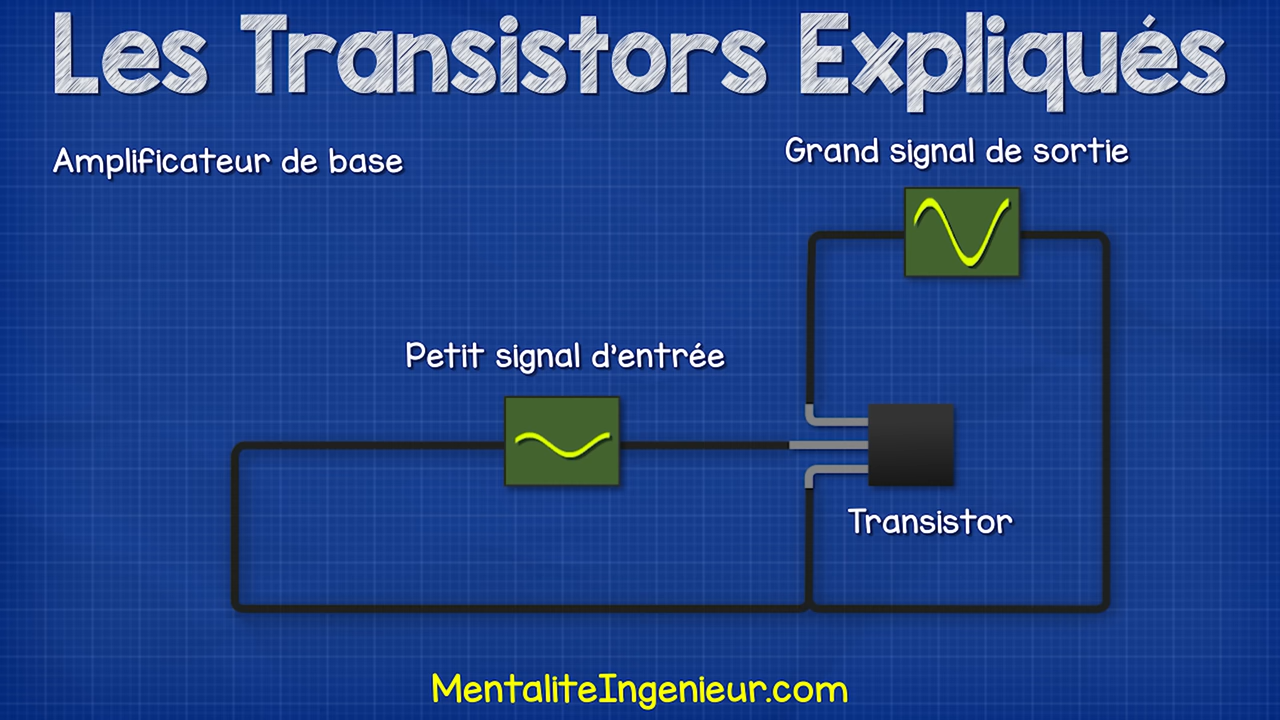 Les Transistors Expliqués
Amplificateur de base
Grand signal de sortie
Petit signal d'entrée
Transistor
MentaliteIngenieur.com